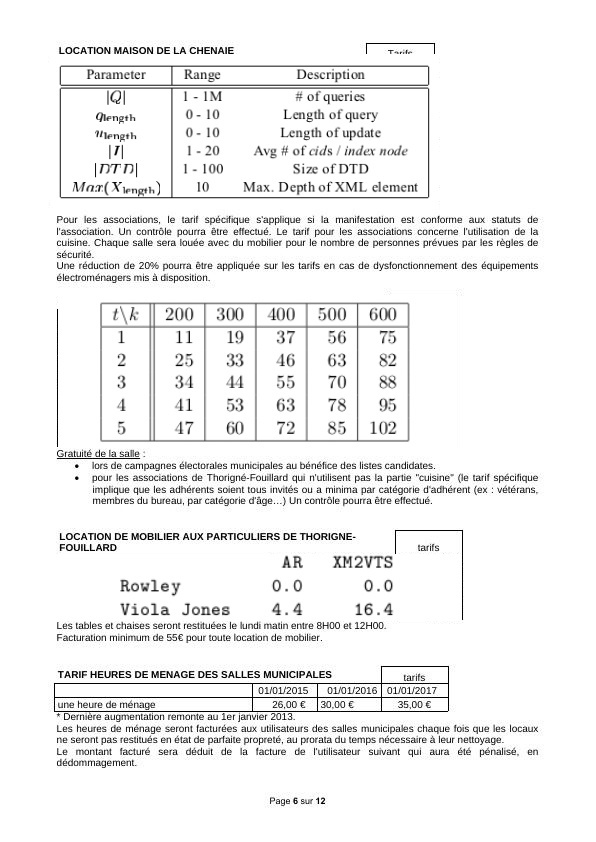 LOCATION MAISON DE LA CHENAIE Tarifs
Parameter Range Description
|Q| 1 - 1M # of queries
qlength 0 - 10 Length of query
ulength 0 - 10 Length of update
|I| 1 - 20 Avg # of cids / index node
|DTD| 1 - 100 Size of DTD
Max(Xlength) 10 Max. Depth of XML element
Pour les associations, le tarif spécifique s'applique si la manifestation est conforme aux statuts de
l'association. Un contrôle pourra être effectué. Le tarif pour les associations concerne l'utilisation de la
cuisine. Chaque salle sera louée avec du mobilier pour le nombre de personnes prévues par les règles de
sécurité.
Une réduction de 20% pourra être appliquée sur les tarifs en cas de dysfonctionnement des équipements
électroménagers mis à disposition.
t\k 200 300 400 500 600
1 11 19 37 56 75
2 25 33 46 63 82
3 34 44 55 70 88
4 41 53 63 78 95
5 47 60 72 85 102
Gratuité de la salle :
• lors de campagnes électorales municipales au bénéfice des listes candidates.
• pour les associations de Thorigné-Fouillard qui n'utilisent pas la partie "cuisine" (le tarif spécifique
implique que les adhérents soient tous invités ou a minima par catégorie d'adhérent (ex : vétérans,
membres du bureau, par catégorie d'âge…) Un contrôle pourra être effectué.
LOCATION DE MOBILIER AUX PARTICULIERS DE THORIGNE-
FOUILLARD tarifs
AR XM2VTS
Rowley 0.0 0.0
Viola Jones 4.4 16.4
Les tables et chaises seront restituées le lundi matin entre 8H00 et 12H00.
Facturation minimum de 55€ pour toute location de mobilier.
TARIF HEURES DE MENAGE DES SALLES MUNICIPALES tarifs
01/01/2015 01/01/2016 01/01/2017
une heure de ménage 26,00 € 30,00 € 35,00 €
* Dernière augmentation remonte au 1er janvier 2013.
Les heures de ménage seront facturées aux utilisateurs des salles municipales chaque fois que les locaux
ne seront pas restitués en état de parfaite propreté, au prorata du temps nécessaire à leur nettoyage.
Le montant facturé sera déduit de la facture de l'utilisateur suivant qui aura été pénalisé, en
dédommagement.
Page 6 sur 12